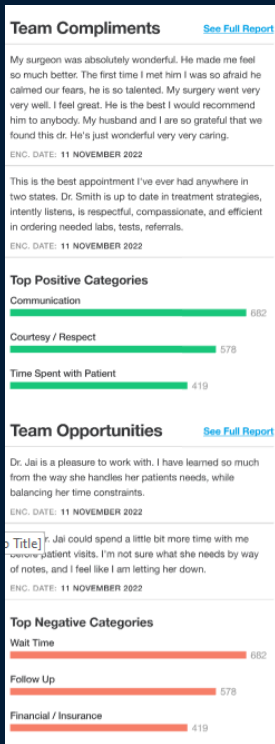 Team Compliments See Full Report
My surgeon was absolutely wonderful. He made me feel
so much better. The first time I met him I was so afraid he
calmed our fears, he is so talented. My surgery went very
very well. I feel great. He is the best I would recommend
him to anybody. My husband and I are so grateful that we
found this dr. He's just wonderful very very caring.
ENC. DATE: 11 NOVEMBER 2022
This is the best appointment I've ever had anywhere in
two states. Dr. Smith is up to date in treatment strategies,
intently listens, is respectful, compassionate, and efficient
in ordering needed labs, tests, referrals.
ENC. DATE: 11 NOVEMBER 2022
Top Positive Categories
Communication
682
Courtesy / Respect
578
Time Spent with Patient
419
Team Opportunities See Full Report
Dr. Jai is a pleasure to work with. I have learned so much
from the way she handles her patients needs, while
balancing her time constraints.
ENC. DATE: 11 NOVEMBER 2022
o Title] r. Jai could spend a little bit more time with me
before patient visits. I'm not sure what she needs by way
of notes, and I feel like I am letting her down.
ENC. DATE: 11 NOVEMBER 2022
Top Negative Categories
Wait Time
682
Follow Up
578
Financial / Insurance
419